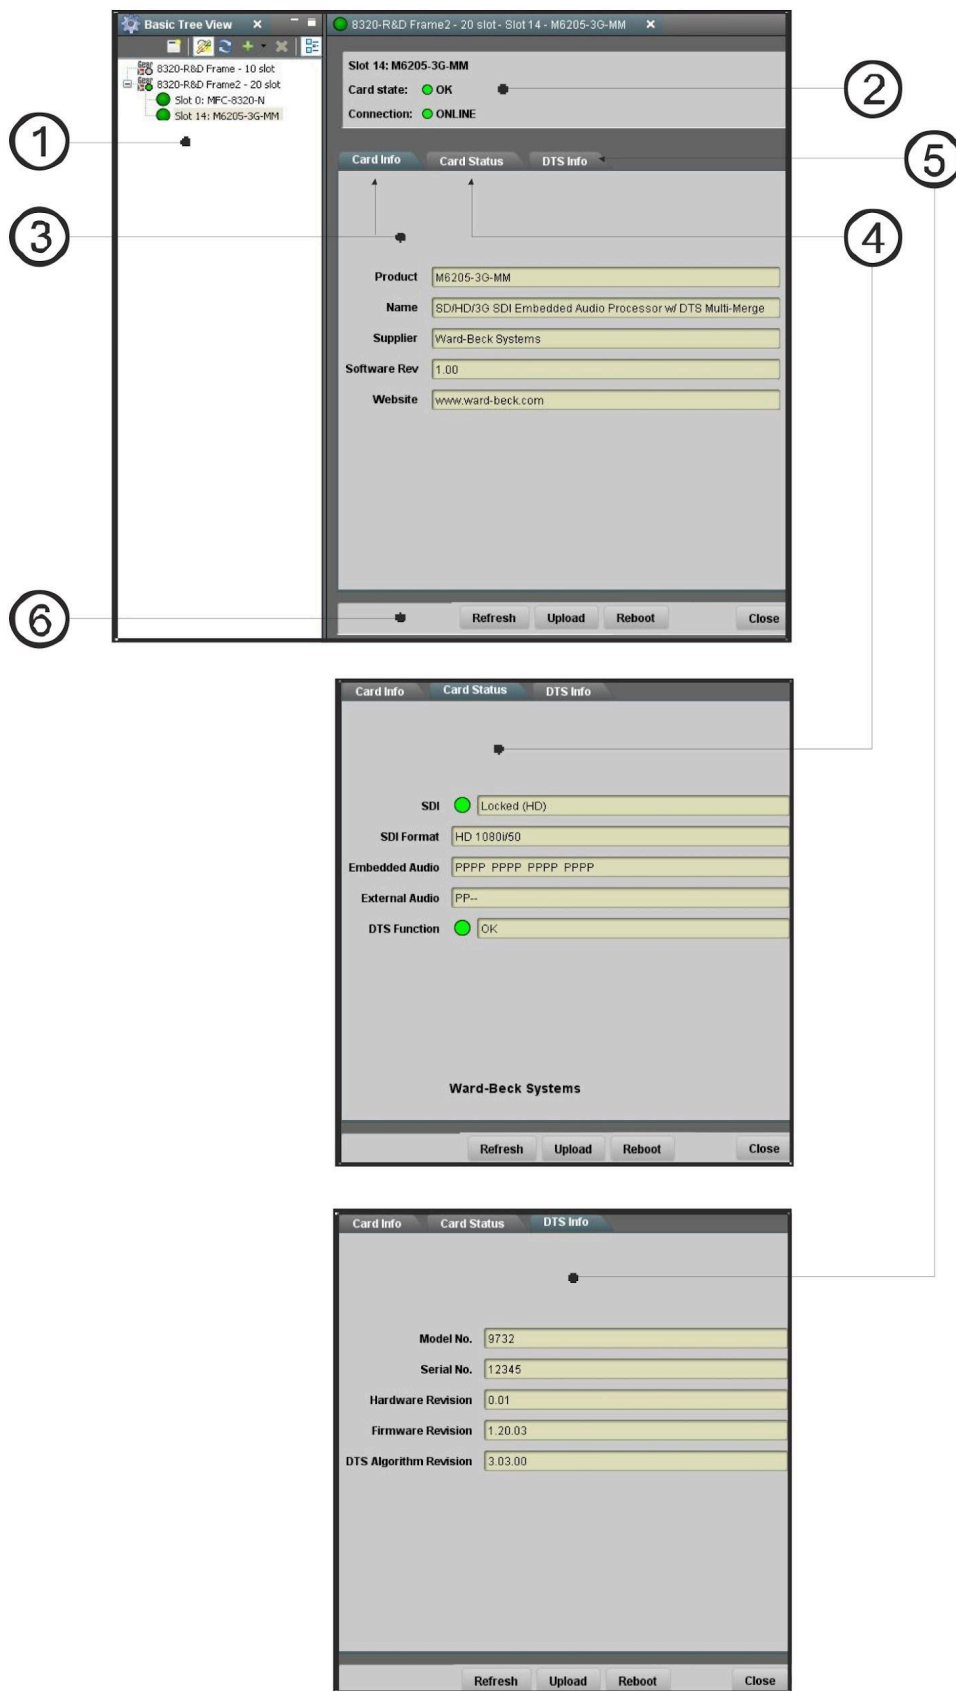 Basic Tree View
8320-R&D Frame2 - 20 slot - Slot 14 - M6205-3G-MM
8320-R&D Frame - 10 slot
8320-R&D Frame2 - 20 slot
Slot 0: MFC-8320-N
Slot 14: M6205-3G-MM
1
Slot 14: M6205-3G-MM
Card state: OK
Connection: ONLINE
2
Card Info Card Status DTS Info
5
3
4
Product M6205-3G-MM
Name SD/HD/3G SDI Embedded Audio Processor w/ DTS Multi-Merge
Supplier Ward-Beck Systems
Software Rev 1.00
Website www.ward-beck.com
6
Refresh Upload Reboot Close
Card Info Card Status DTS Info
SDI Locked (HD)
SDI Format HD 1080i/50
Embedded Audio PPPP PPPP PPPP PPPP
External Audio PP--
DTS Function OK
Ward-Beck Systems
Refresh Upload Reboot Close
Card Info Card Status DTS Info
Model No. 9732
Serial No. 12345
Hardware Revision 0.01
Firmware Revision 1.20.03
DTS Algorithm Revision 3.03.00
Refresh Upload Reboot Close